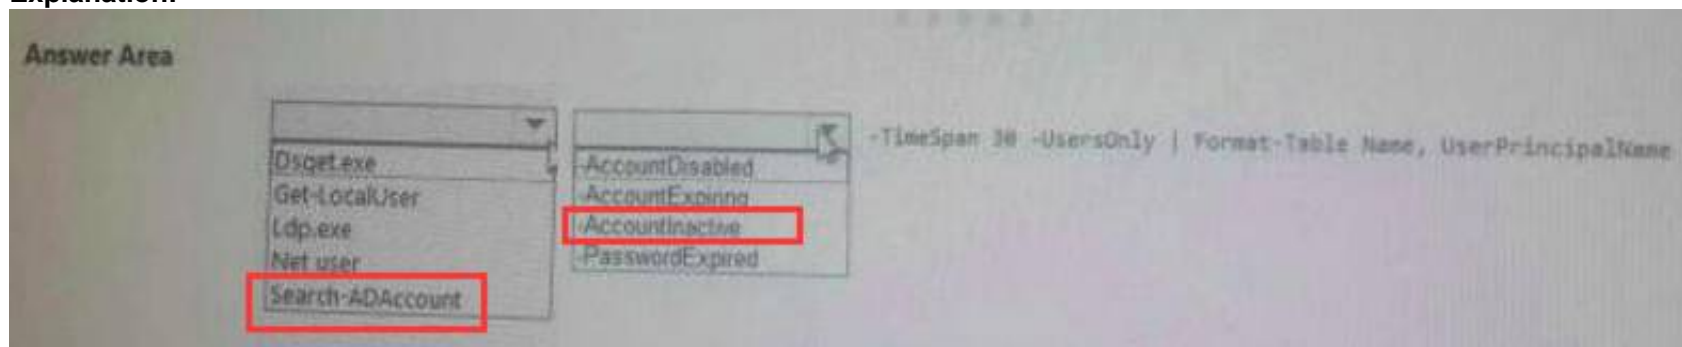 Explanation:
Answer Area
-TimeSpan 30 -UsersOnly | Format-Table Name, UserPrincipalName
Dsqet.exe
Get-LocalUser
Ldp.exe
Net user
Search-ADAccount
-AccountDisabled
-AccountExpiring
-AccountInactive
-PasswordExpired